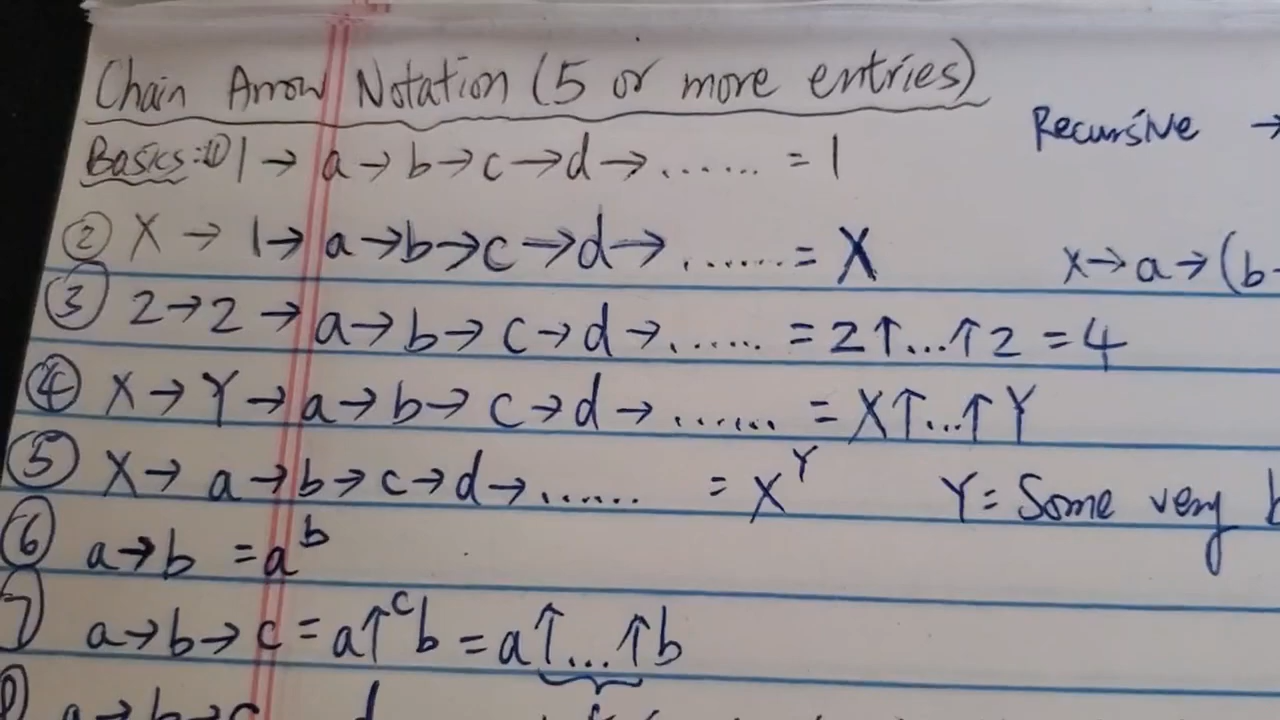 Chain Arrow Notation (5 or more entries)
Recursive →
Basics: ① 1 → a → b → c → d → ...... = 1
② X → 1 → a → b → c → d → ...... = X
x → a → (b
③ 2 → 2 → a → b → c → d → ...... = 2↑...↑2 = 4
④ X → Y → a → b → c → d → ...... = X↑...↑Y
⑤ X → a → b → c → d → ...... = X^Y Y = Some very
⑥ a → b = a^b
⑦ a → b → c = a↑^c b = a↑...↑b